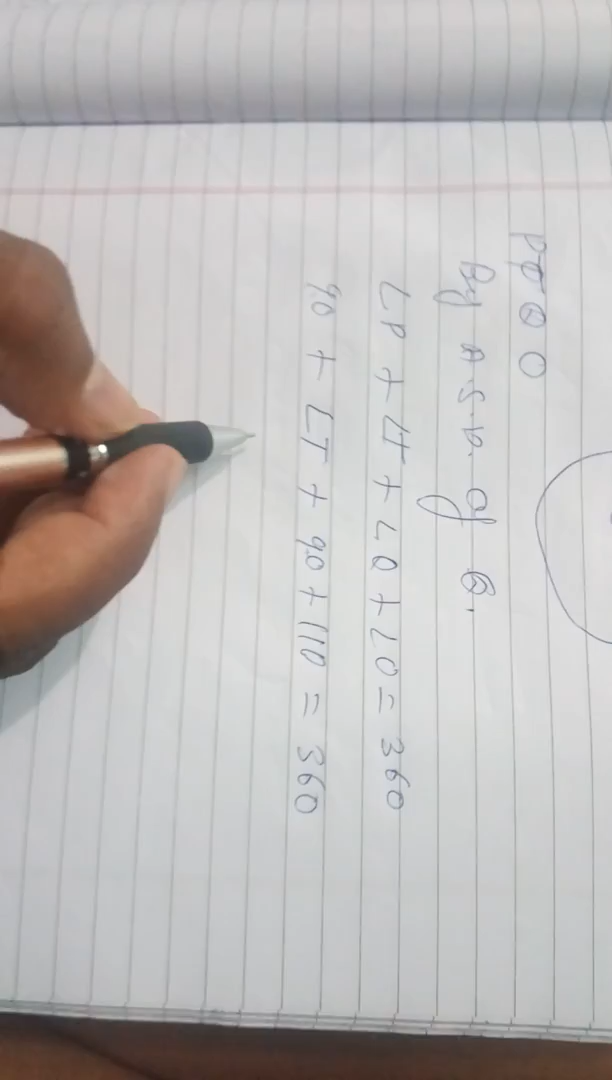 PTQO
By A.S.P. of Q.
∠P + ∠T + ∠Q + ∠O = 360
90 + ∠T + 90 + 110 = 360